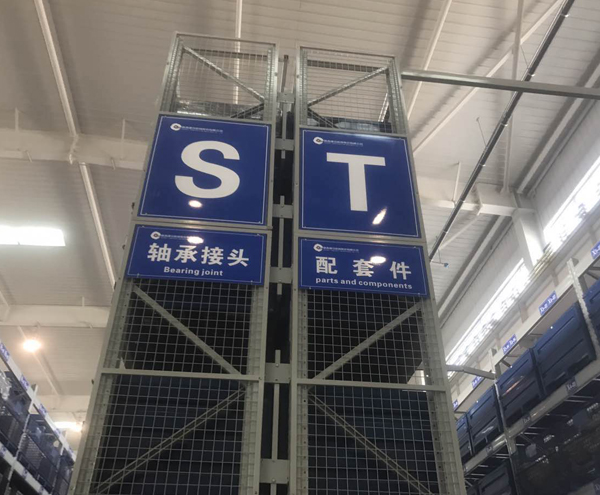 S
轴承接头
Bearing joint
T
配套件
parts and components